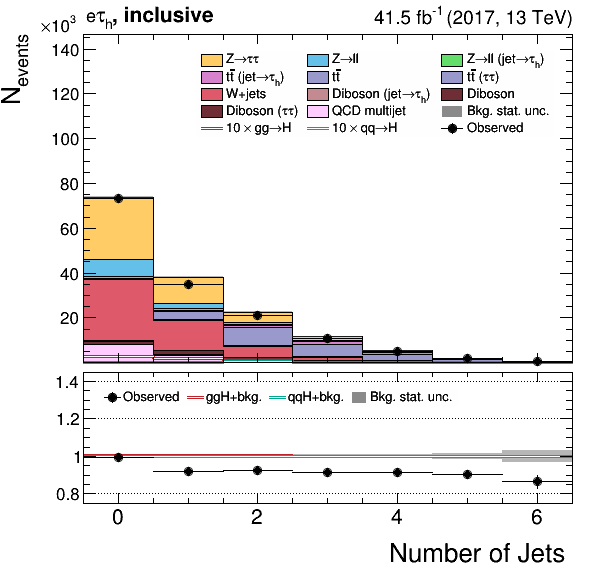 ×10³ eτₕ, inclusive 41.5 fb⁻¹ (2017, 13 TeV)
N_events
140
120
100
80
60
40
20
Z→ττ Z→ll Z→ll (jet→τₕ)
tt̄ (jet→τₕ) tt̄ tt̄ (ττ)
W+jets Diboson (jet→τₕ) Diboson
Diboson (ττ) QCD multijet Bkg. stat. unc.
10 × gg→H 10 × qq→H Observed
1.4
1.2
1
0.8
Observed ggH+bkg. qqH+bkg. Bkg. stat. unc.
0 2 4 6
Number of Jets